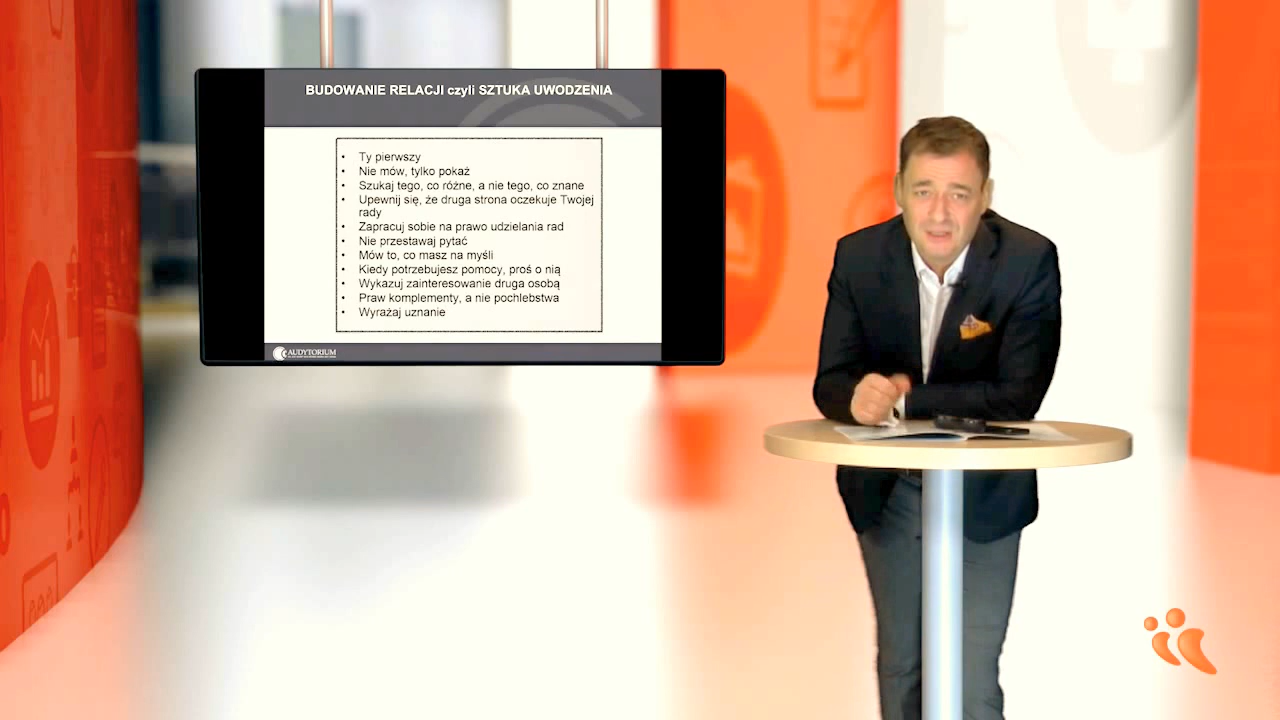 BUDOWANIE RELACJI czyli SZTUKA UWODZENIA
• Ty pierwszy
• Nie mów, tylko pokaż
• Szukaj tego, co różne, a nie tego, co znane
• Upewnij się, że druga strona oczekuje Twojej
rady
• Zapracuj sobie na prawo udzielania rad
• Nie przestawaj pytać
• Mów to, co masz na myśli
• Kiedy potrzebujesz pomocy, proś o nią
• Wykazuj zainteresowanie druga osobą
• Praw komplementy, a nie pochlebstwa
• Wyrażaj uznanie
AUDYTORIUM